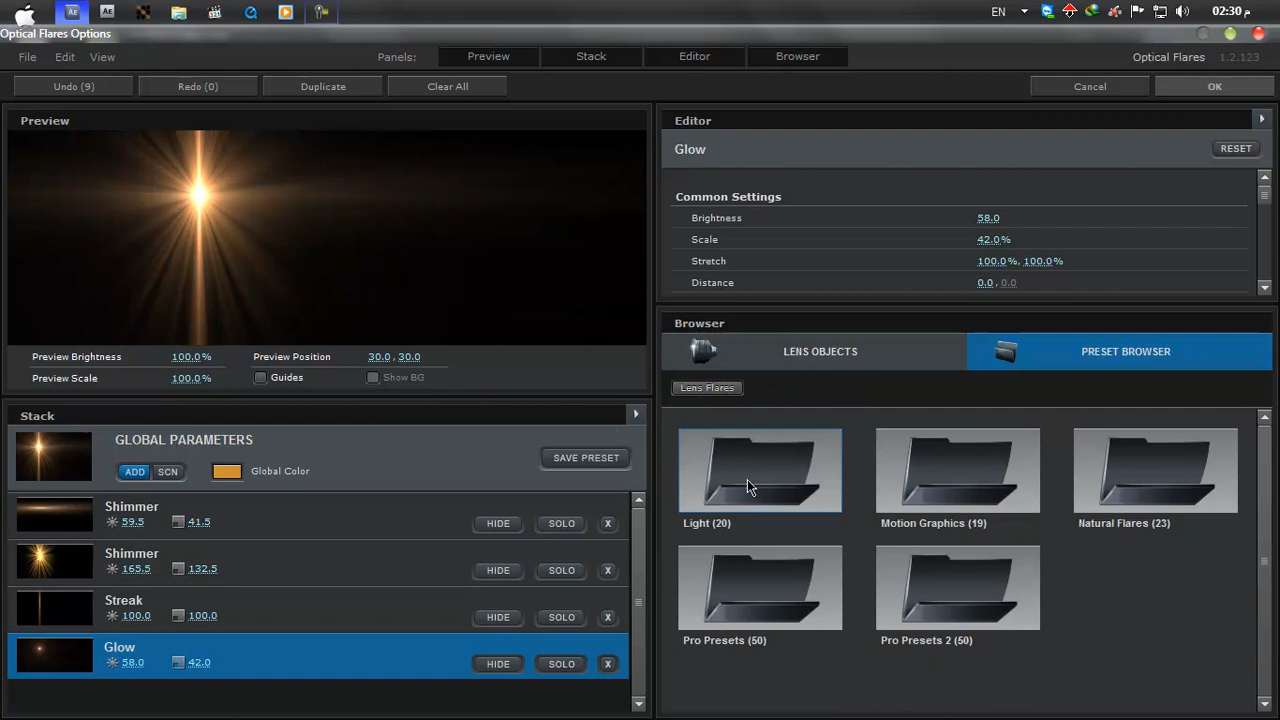 EN
02:30 م
Optical Flares Options
File Edit View
Panels: Preview Stack Editor Browser
Optical Flares 1.2.123
Undo (9) Redo (0) Duplicate Clear All
Cancel OK
Preview
Preview Brightness 100.0% Preview Position 30.0, 30.0
Preview Scale 100.0% Guides Show BG
Stack
GLOBAL PARAMETERS
ADD SCN Global Color
SAVE PRESET
Shimmer
59.5 41.5 HIDE SOLO X
Shimmer
165.5 132.5 HIDE SOLO X
Streak
100.0 100.0 HIDE SOLO X
Glow
58.0 42.0 HIDE SOLO X
Editor
Glow RESET
Common Settings
Brightness 58.0
Scale 42.0%
Stretch 100.0%, 100.0%
Distance 0.0, 0.0
Browser
LENS OBJECTS PRESET BROWSER
Lens Flares
Light (20) Motion Graphics (19) Natural Flares (23)
Pro Presets (50) Pro Presets 2 (50)